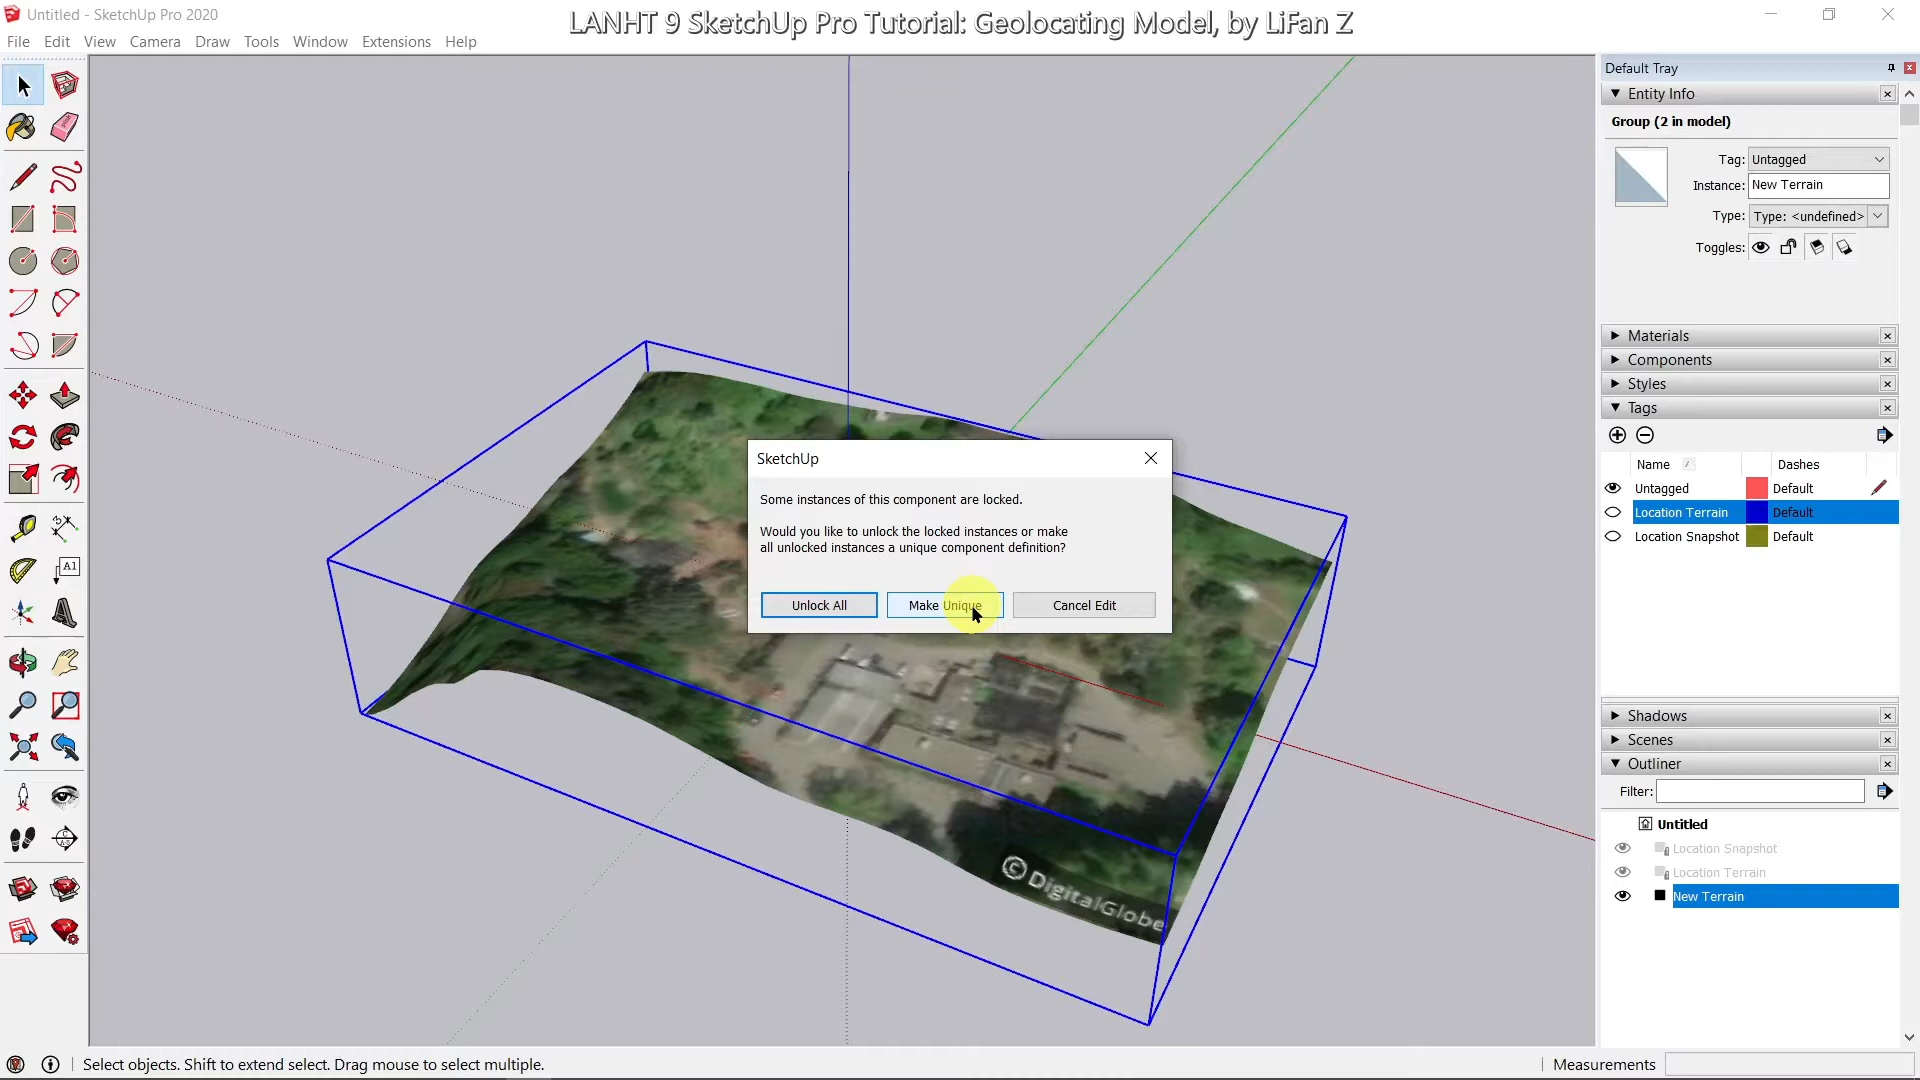 Untitled - SketchUp Pro 2020
LANHT 9 SketchUp Pro Tutorial: Geolocating Model, by LiFan Z
File Edit View Camera Draw Tools Window Extensions Help
Default Tray
Entity Info
Group (2 in model)
Tag: Untagged
Instance: New Terrain
Type: Type: <undefined>
Toggles:
Materials
Components
Styles
Tags
Name Dashes
Untagged Default
Location Terrain Default
Location Snapshot Default
Shadows
Scenes
Outliner
Filter:
Untitled
Location Snapshot
Location Terrain
New Terrain
SketchUp
Some instances of this component are locked.
Would you like to unlock the locked instances or make
all unlocked instances a unique component definition?
Unlock All Make Unique Cancel Edit
A1
© DigitalGlobe
Select objects. Shift to extend select. Drag mouse to select multiple.
Measurements